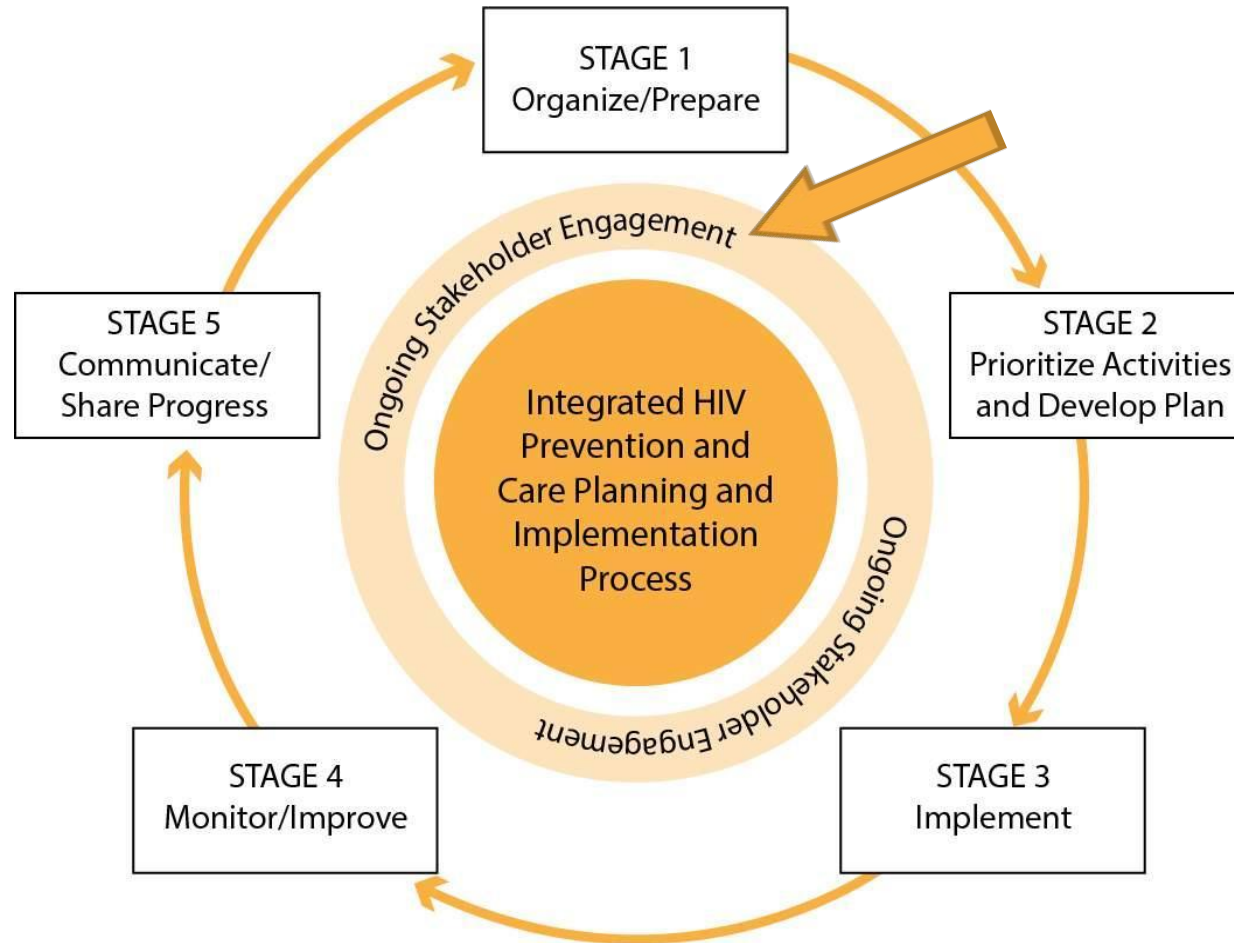 STAGE 1
Organize/Prepare
STAGE 2
Prioritize Activities
and Develop Plan
STAGE 3
Implement
STAGE 4
Monitor/Improve
STAGE 5
Communicate/
Share Progress
Ongoing Stakeholder Engagement
Ongoing Stakeholder Engagement
Integrated HIV
Prevention and
Care Planning and
Implementation
Process